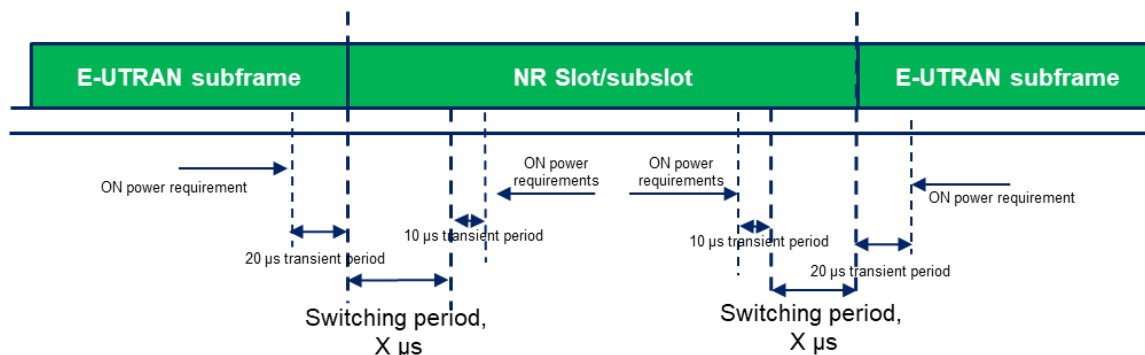 E-UTRAN subframe
NR Slot/subslot
E-UTRAN subframe
ON power requirement
ON power
requirements
ON power
requirements
ON power requirement
20 µs transient period
10 µs transient period
10 µs transient period
20 µs transient period
Switching period,
X µs
Switching period,
X µs